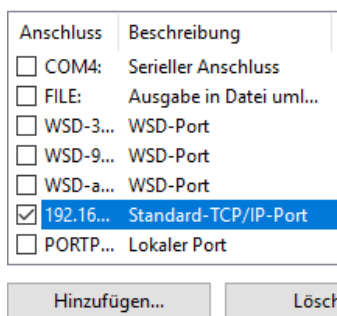 Anschluss Beschreibung
COM4: Serieller Anschluss
FILE: Ausgabe in Datei uml...
WSD-3... WSD-Port
WSD-9... WSD-Port
WSD-a... WSD-Port
192.16... Standard-TCP/IP-Port
PORTP... Lokaler Port
Hinzufügen... Lösch